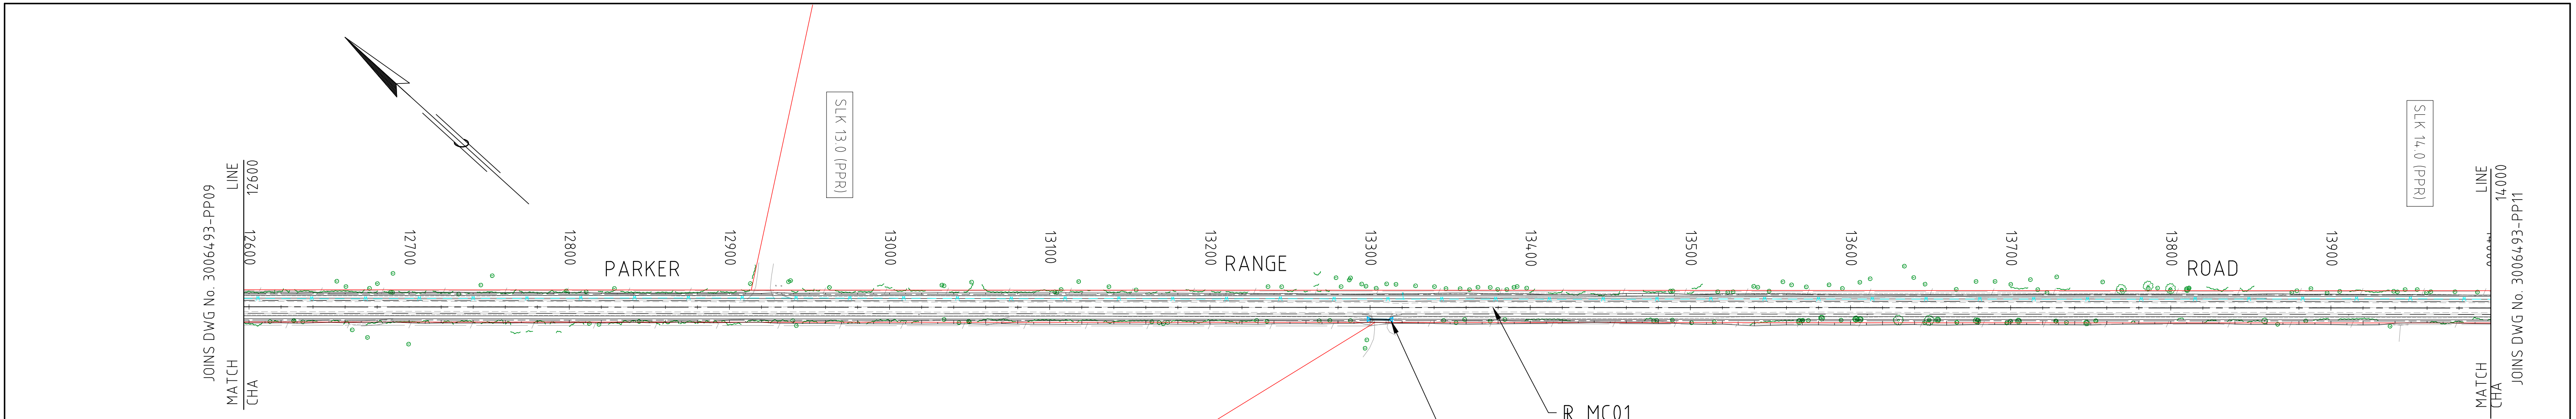 SLK 13.0 (PPR)
SLK 14.0 (PPR)
JOINS DWG No. 3006493-PP09
MATCH LINE
CHA 12600
12600
12700
12800
12900
13000
13100
13200
13300
13400
13500
13600
13700
13800
13900
PARKER RANGE ROAD
MATCH LINE
CHA 14000
JOINS DWG No. 3006493-PP11
MC01